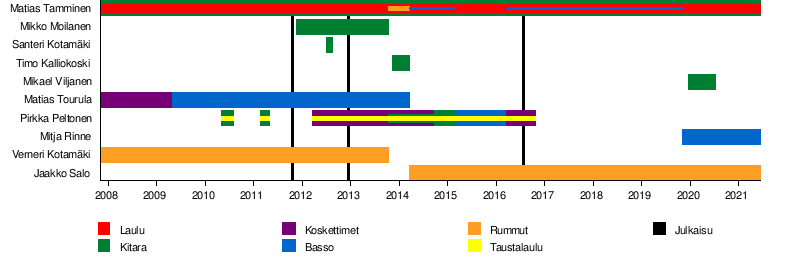 Matias Tamminen
Mikko Moilanen
Santeri Kotamäki
Timo Kalliokoski
Mikael Viljanen
Matias Tourula
Pirkka Peltonen
Mitja Rinne
Verneri Kotamäki
Jaakko Salo
2008 2009 2010 2011 2012 2013 2014 2015 2016 2017 2018 2019 2020 2021
Laulu Koskettimet Rummut Julkaisu
Kitara Basso Taustalaulu